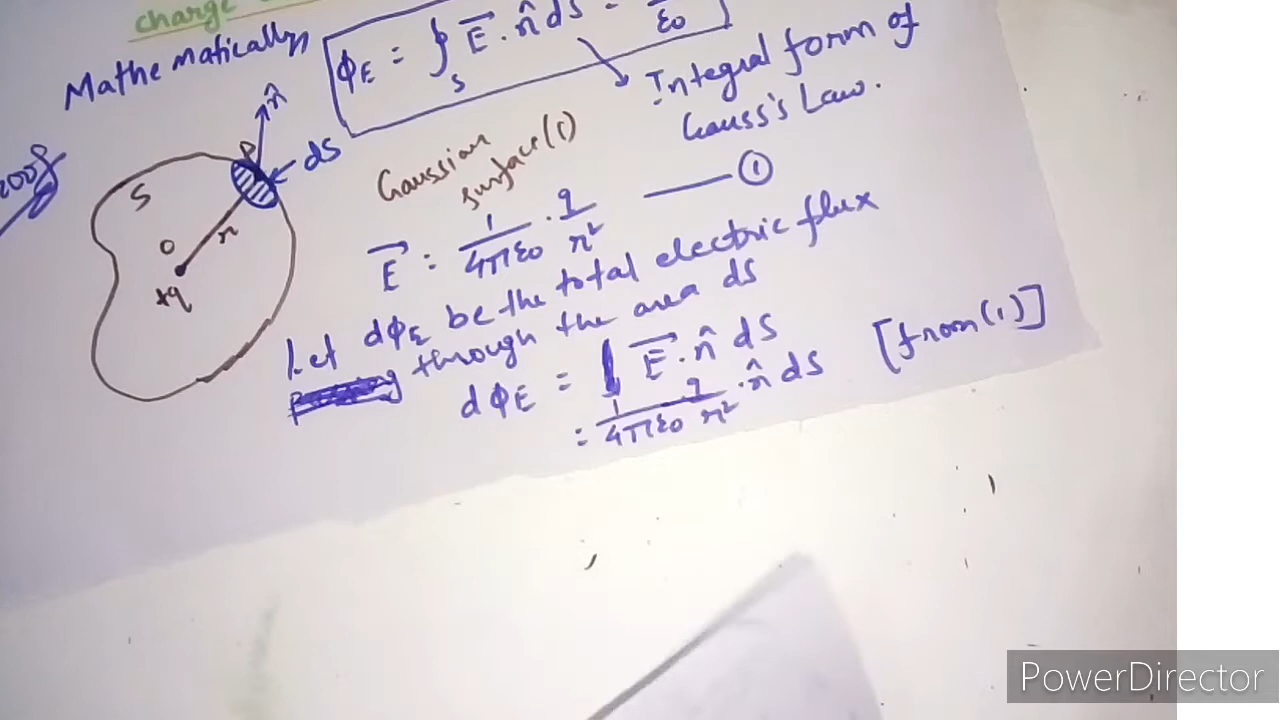 charge
Mathematically
ϕE = ∮S E⃗ . n̂ ds = ε0
Integral form of
Gauss's Law.
Gaussian
surface (1)
n̂
P
ds
S
O
r
+q
E⃗ = 1/4πε0 . q/r² — ①
Let dϕE be the total electric flux
through the area ds
dϕE = E⃗ . n̂ ds
= 1/4πε0 q/r² . n̂ ds [from (1)]
PowerDirector